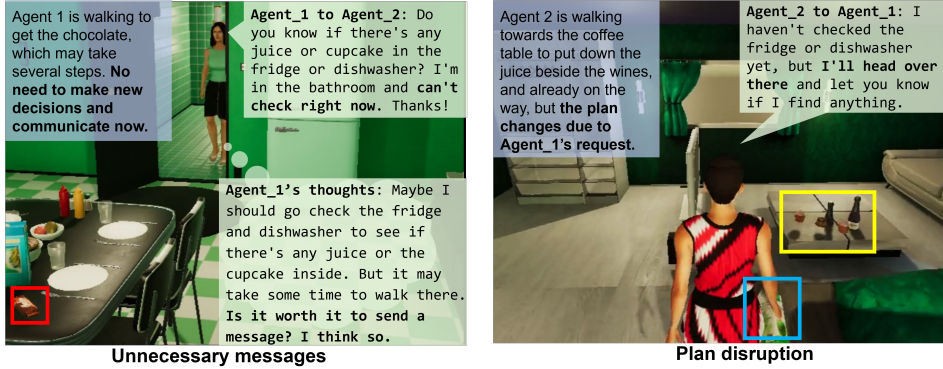 Agent 1 is walking to
get the chocolate,
which may take
several steps. No
need to make new
decisions and
communicate now.
Agent_1 to Agent_2: Do
you know if there's any
juice or cupcake in the
fridge or dishwasher? I'm
in the bathroom and can't
check right now. Thanks!
Agent_1’s thoughts: Maybe I
should go check the fridge
and dishwasher to see if
there's any juice or the
cupcake inside. But it may
take some time to walk there.
Is it worth it to send a
message? I think so.
Unnecessary messages
Agent 2 is walking
towards the coffee
table to put down the
juice beside the wines,
and already on the
way, but the plan
changes due to
Agent_1's request.
Agent_2 to Agent_1: I
haven't checked the
fridge or dishwasher
yet, but I'll head over
there and let you know
if I find anything.
Plan disruption